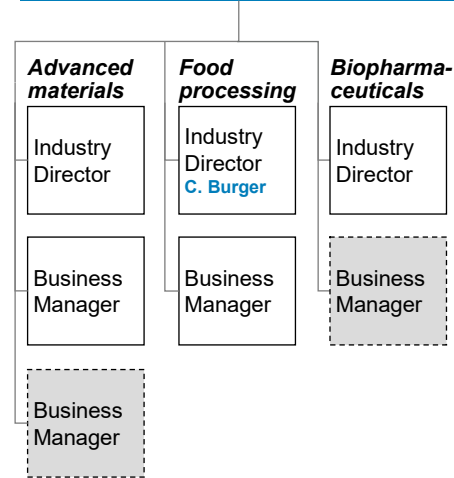 Advanced
materials
Industry
Director
Business
Manager
Business
Manager
Food
processing
Industry
Director
C. Burger
Business
Manager
Biopharma-
ceuticals
Industry
Director
Business
Manager